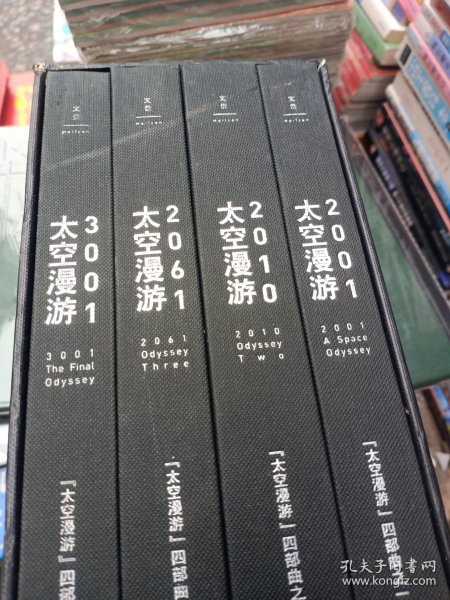 文景
Horizon
3001
太空漫游
3001
The Final
Odyssey
『太空漫游』四部
文景
Horizon
2061
太空漫游
2061
Odyssey
Three
『太空漫游』四部曲
文景
Horizon
2010
太空漫游
2010
Odyssey
Two
『太空漫游』四部曲之
文景
Horizon
2001
太空漫游
2001
A Space
Odyssey
『太空漫游』四部曲之一
孔夫子旧书网
www.kongfz.com